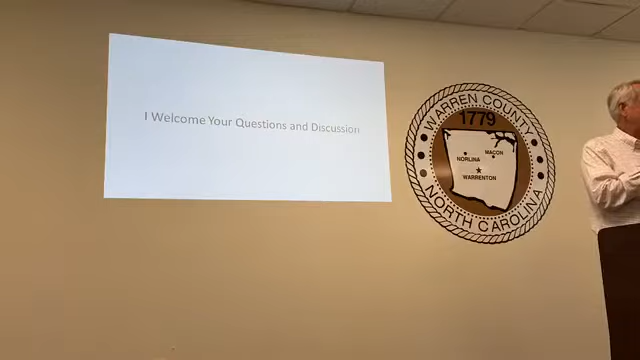 I Welcome Your Questions and Discussion
WARREN COUNTY
1779
MACON
NORLINA
WARRENTON
NORTH CAROLINA